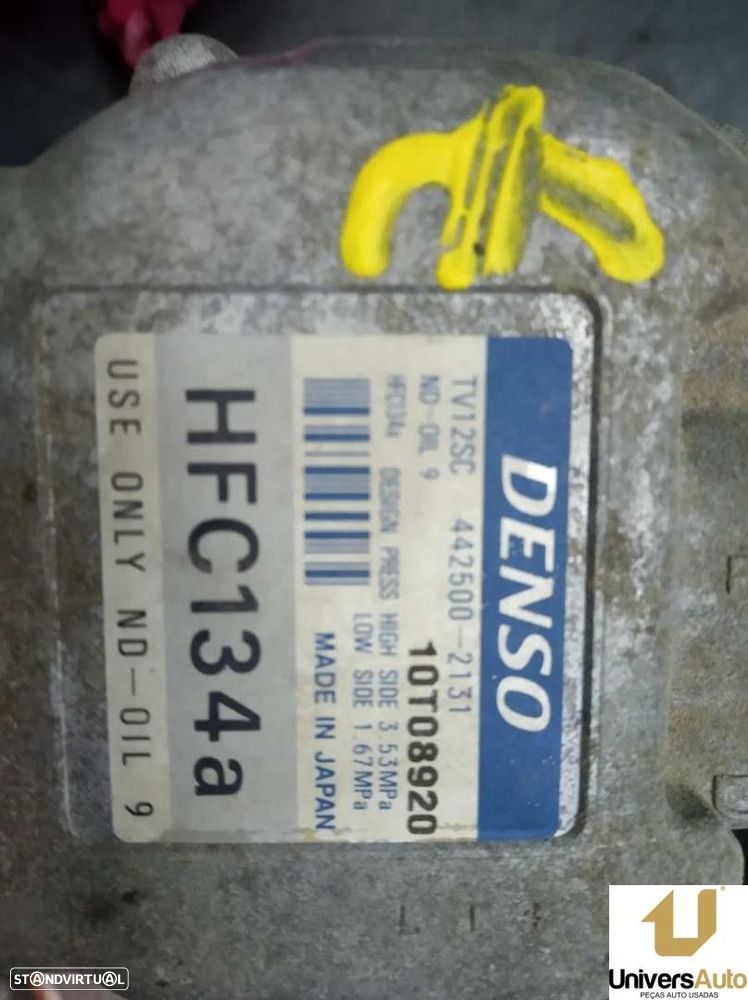 DENSO
TV12SC 442500-2131
ND-OIL 9 10T08920
HFC134a DESIGN PRESS HIGH SIDE 3.53MPa
LOW SIDE 1.67MPa
MADE IN JAPAN
HFC134a
USE ONLY ND-OIL 9
STANDVIRTUAL
UniversAuto
PEÇAS AUTO USADAS